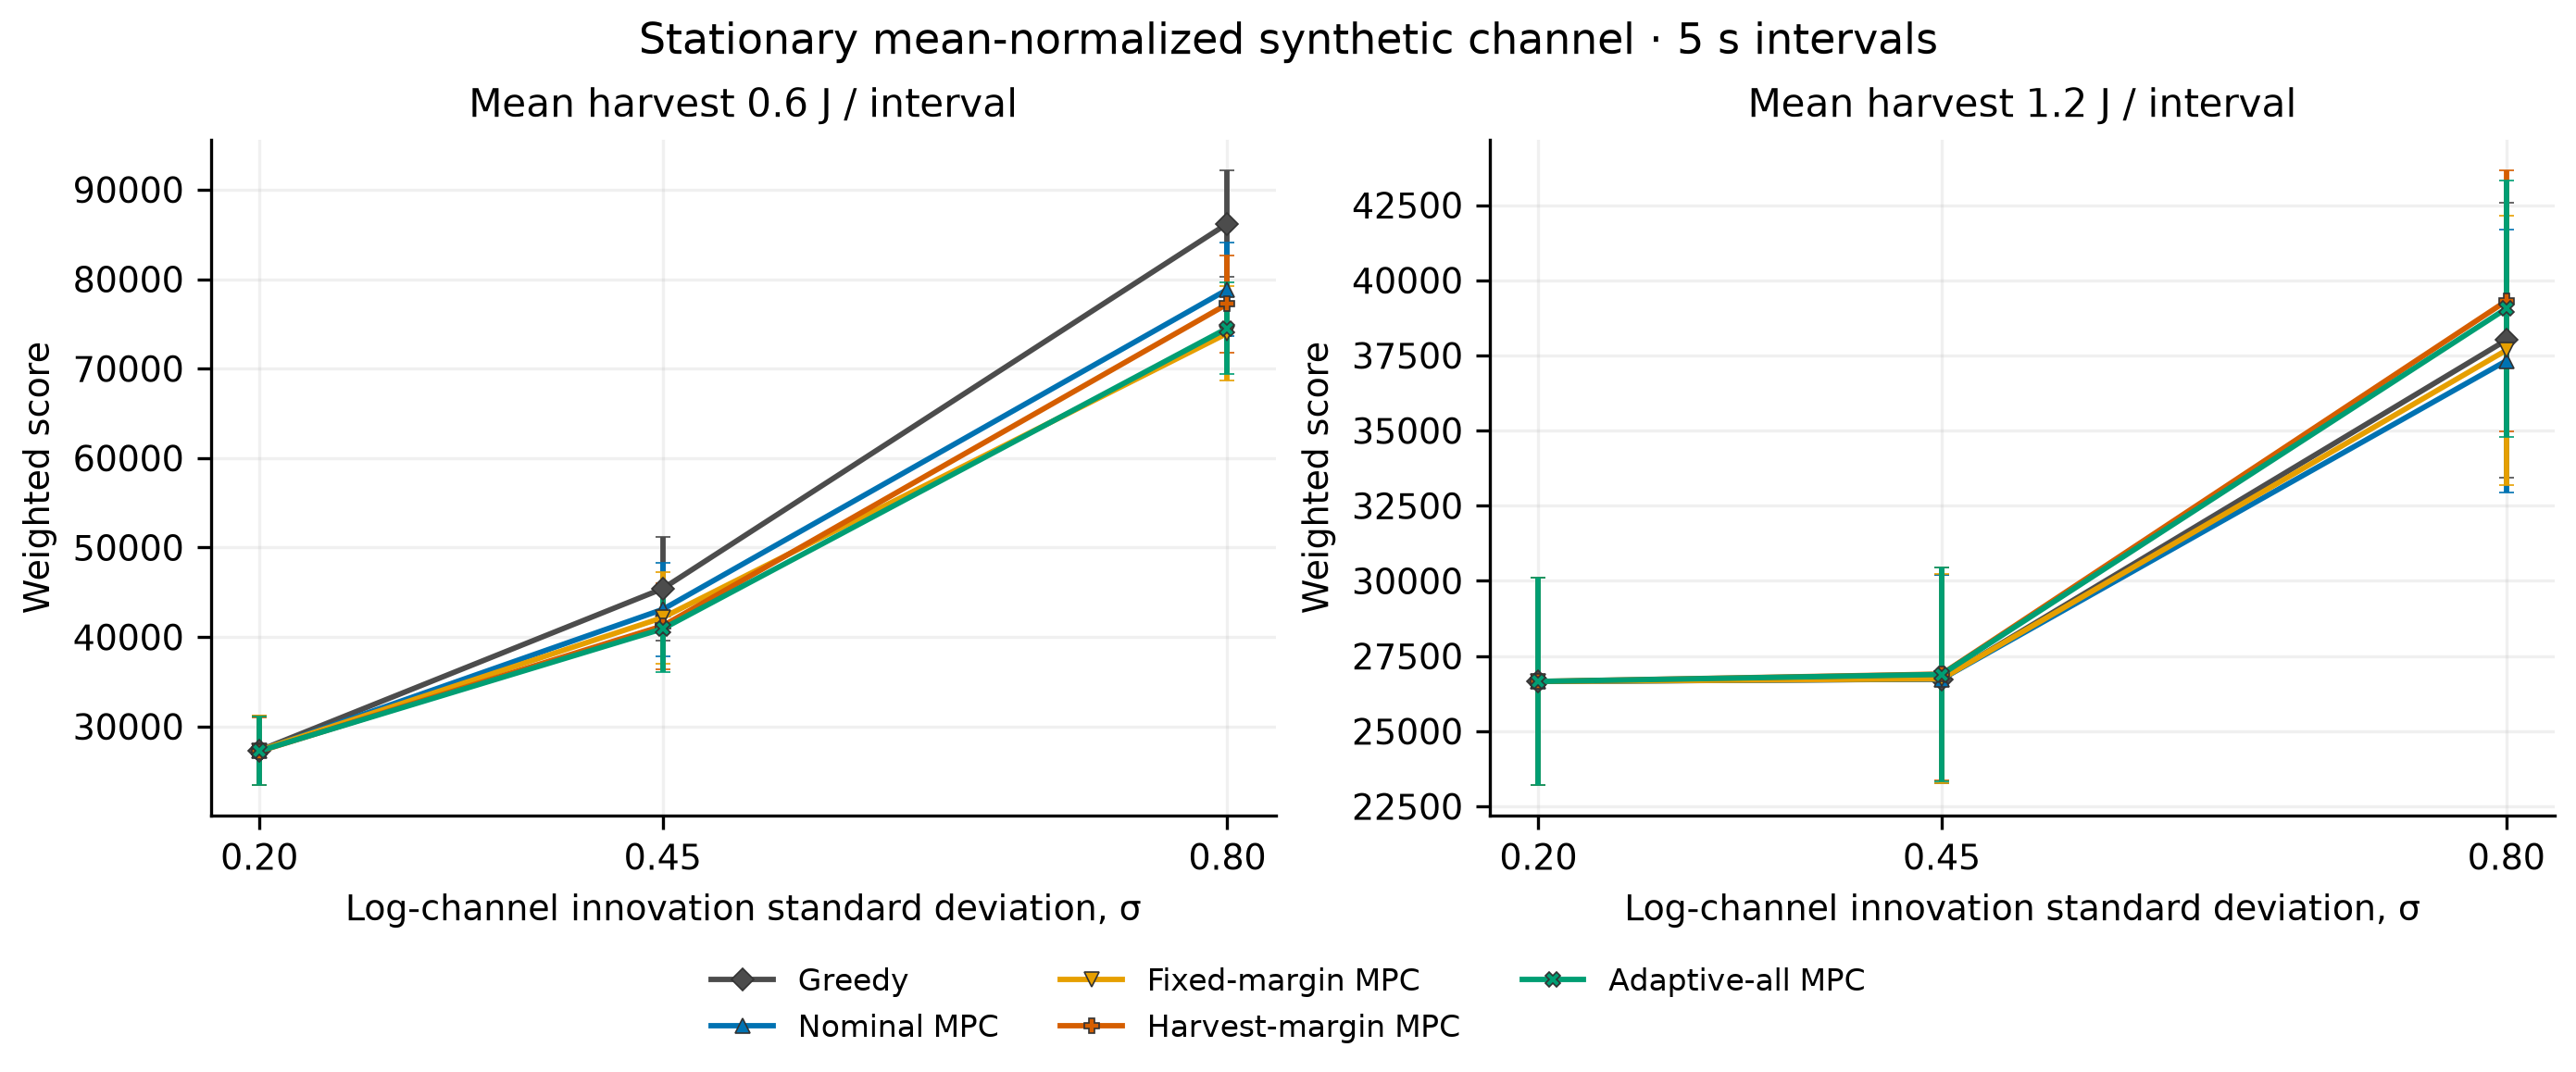 Stationary mean-normalized synthetic channel · 5 s intervals
Mean harvest 0.6 J / interval
Weighted score
90000
80000
70000
60000
50000
40000
30000
0.20
0.45
0.80
Log-channel innovation standard deviation, σ
Mean harvest 1.2 J / interval
Weighted score
42500
40000
37500
35000
32500
30000
27500
25000
22500
0.20
0.45
0.80
Log-channel innovation standard deviation, σ
Greedy
Nominal MPC
Fixed-margin MPC
Harvest-margin MPC
Adaptive-all MPC